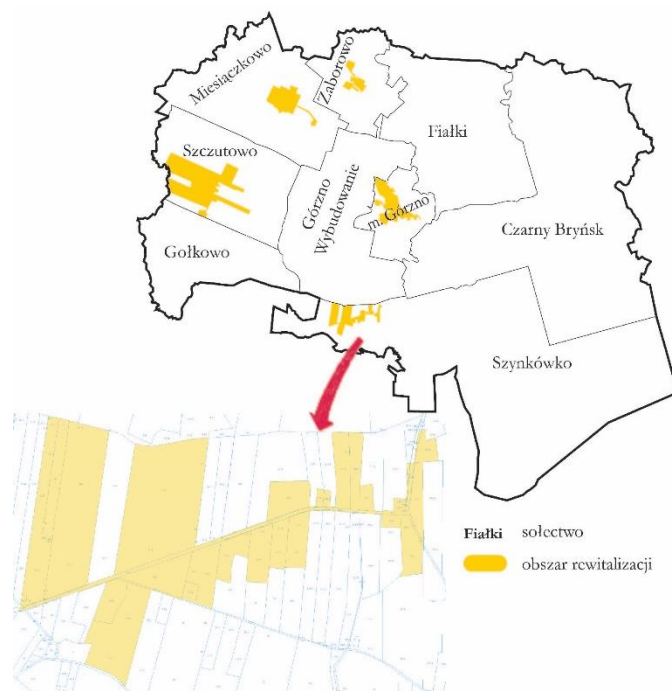 Miesiączkowo
Zaborowo
Fiałki
Szczutowo
Górzno
Wybudowanie
m. Górzno
Czarny Bryńsk
Gołkowo
Szynkówko
Fiałki sołectwo
obszar rewitalizacji